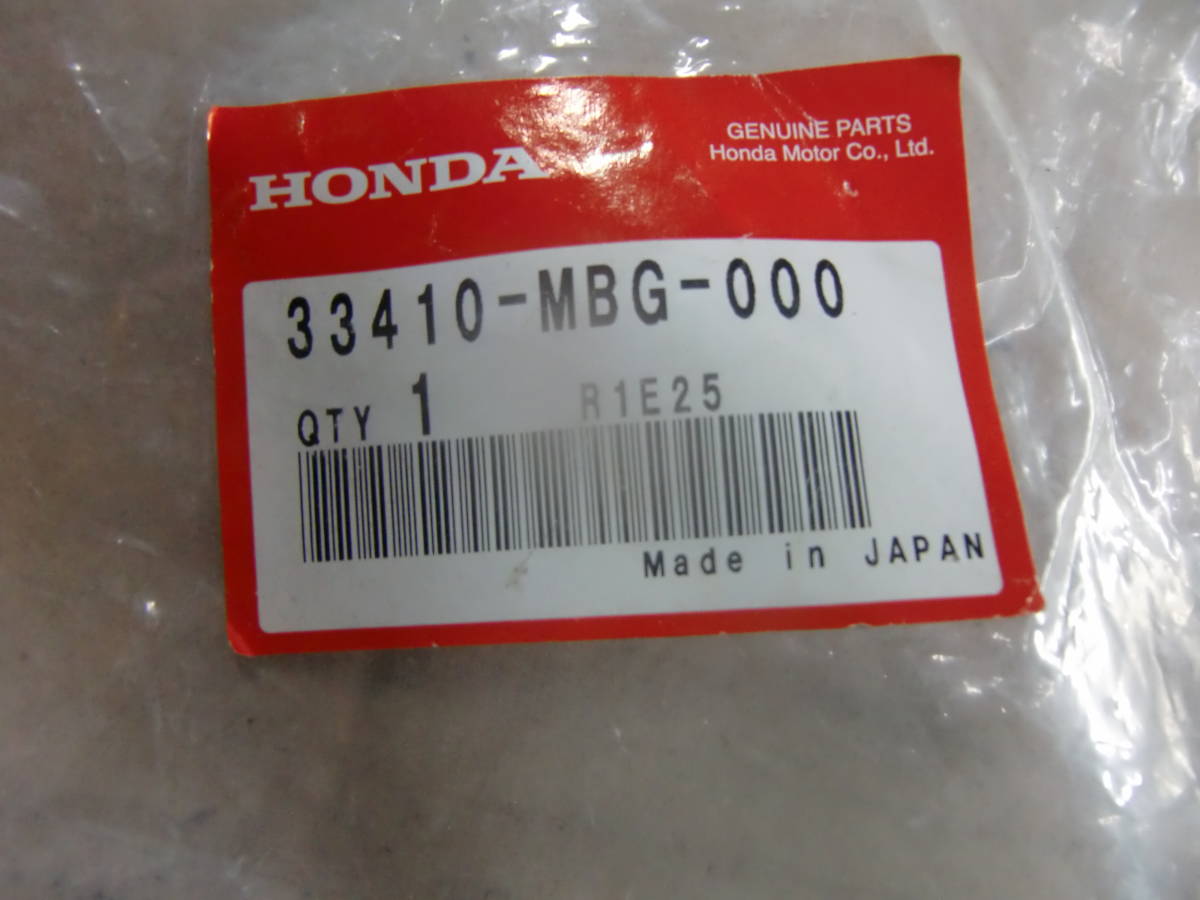 HONDA
GENUINE PARTS
Honda Motor Co., Ltd.
33410-MBG-000
QTY 1 R1E25
Made in JAPAN